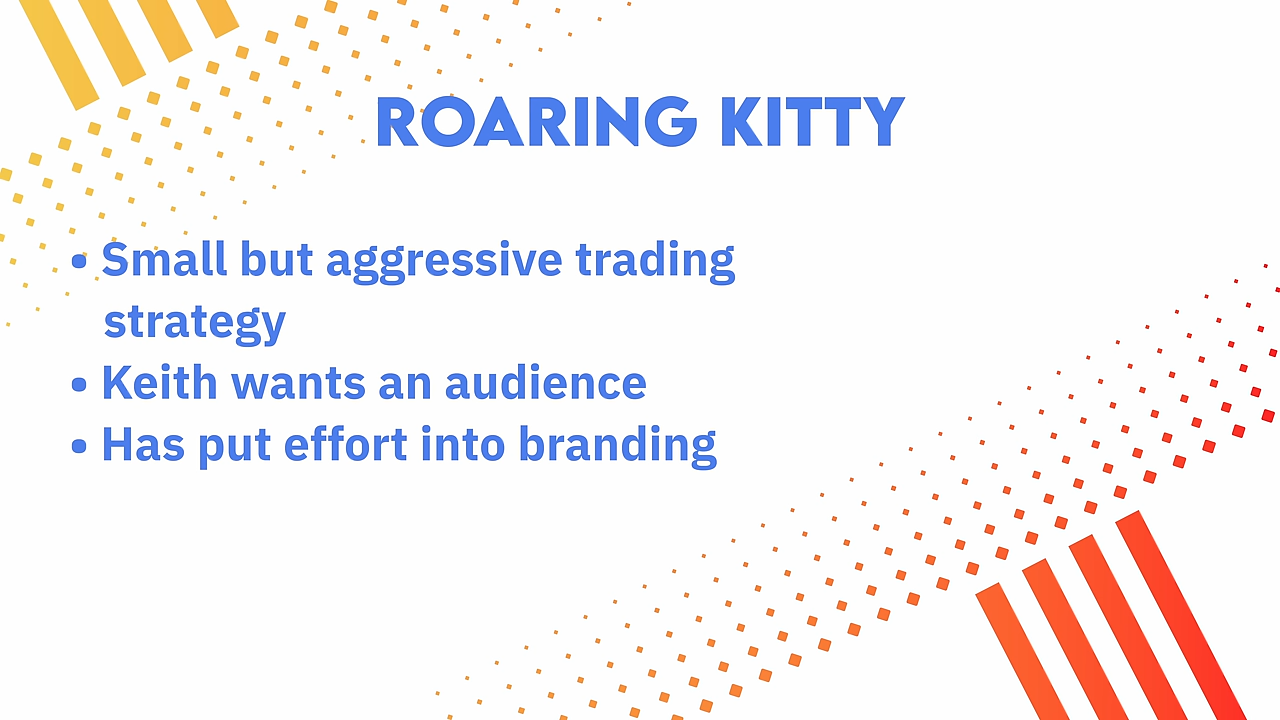 ROARING KITTY
• Small but aggressive trading
strategy
• Keith wants an audience
• Has put effort into branding